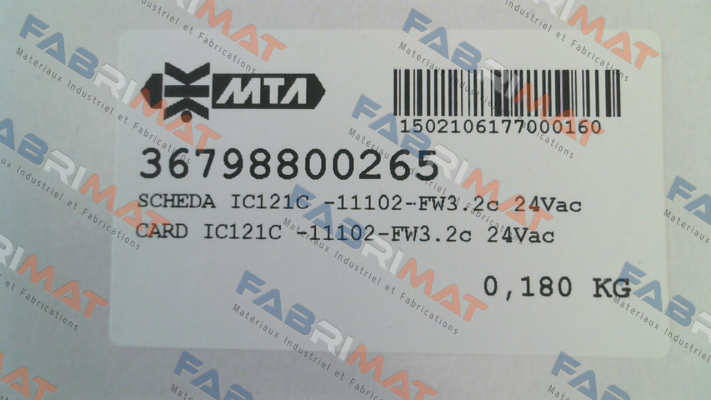 MTA
1502106177000160
36798800265
SCHEDA IC121C -11102-FW3.2c 24Vac
CARD IC121C -11102-FW3.2c 24Vac
0,180 KG
FABRIMAT
Matériaux Industriel et Fabrications